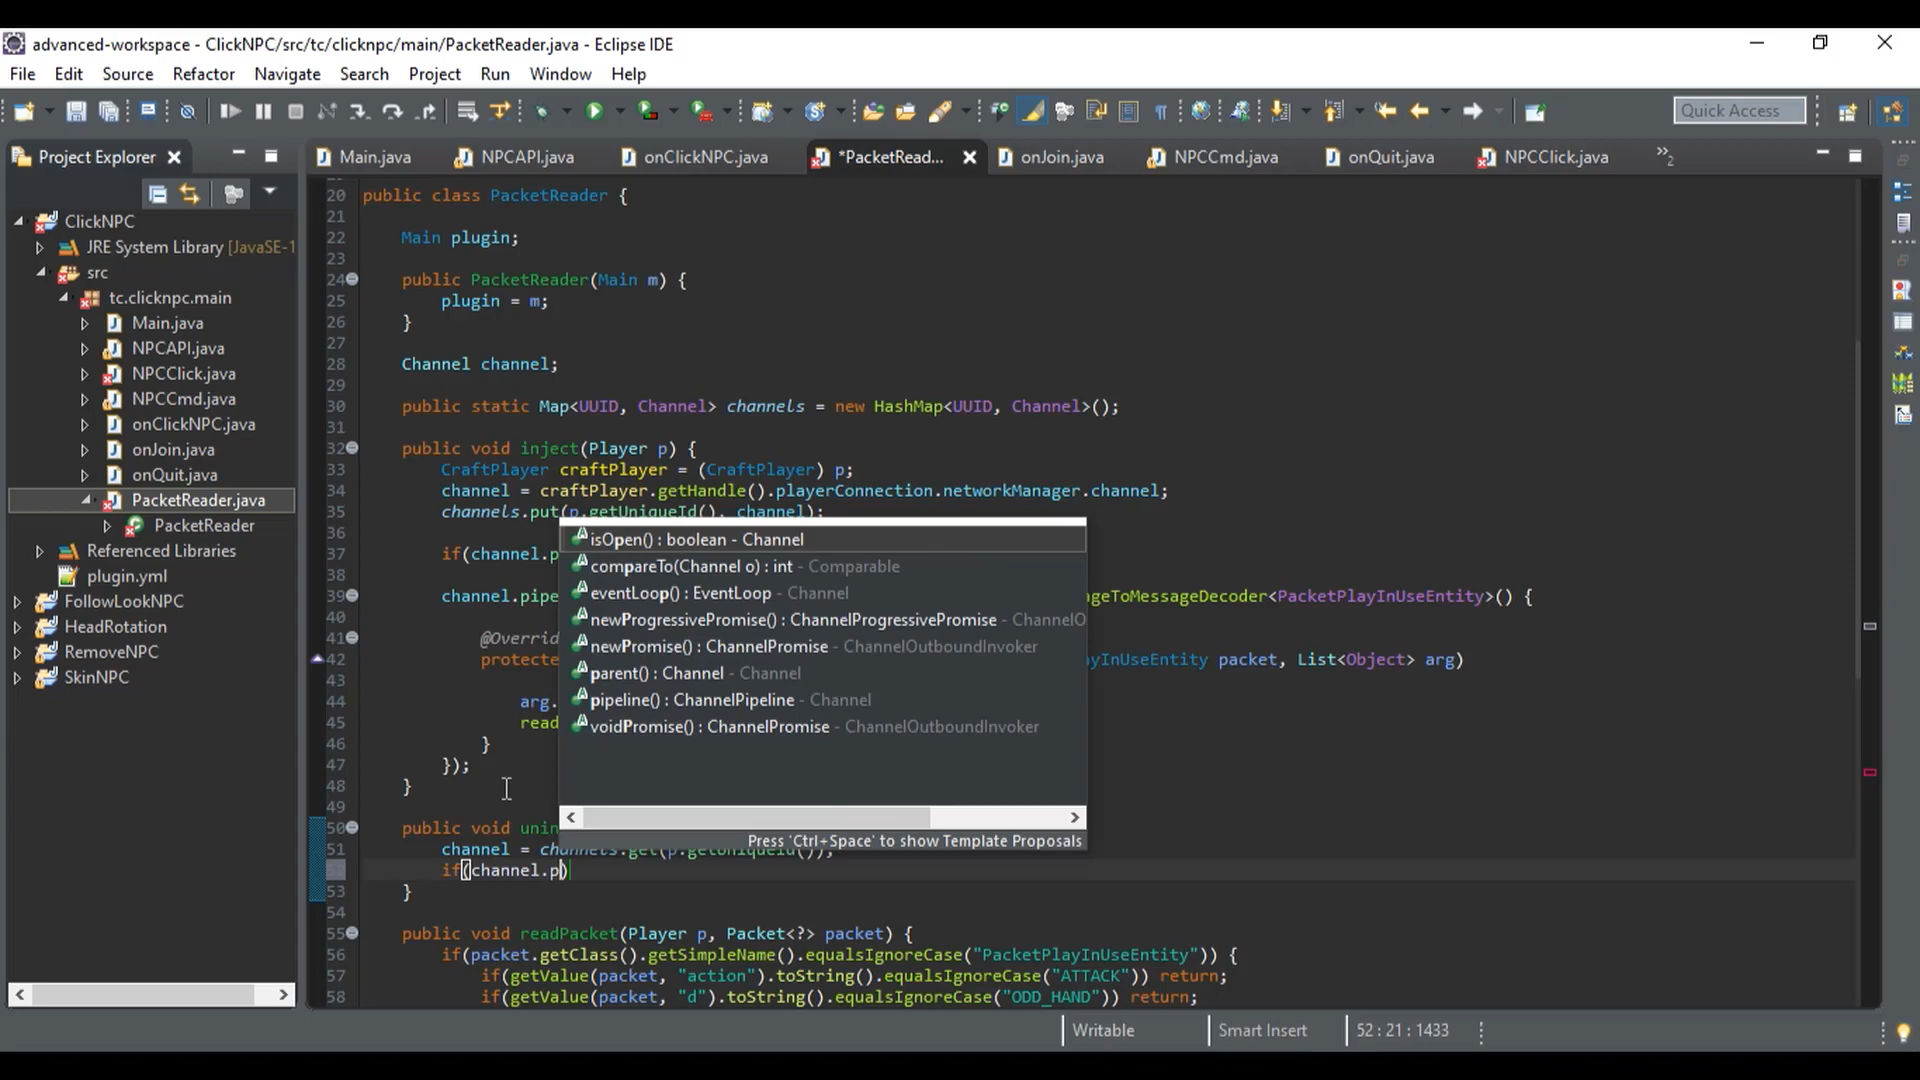 advanced-workspace - ClickNPC/src/tc/clicknpc/main/PacketReader.java - Eclipse IDE
File Edit Source Refactor Navigate Search Project Run Window Help
Quick Access
Project Explorer
Main.java NPCAPI.java onClickNPC.java *PacketRead... onJoin.java NPCCmd.java onQuit.java NPCClick.java »2
ClickNPC
JRE System Library [JavaSE-1
src
tc.clicknpc.main
Main.java
NPCAPI.java
NPCClick.java
NPCCmd.java
onClickNPC.java
onJoin.java
onQuit.java
PacketReader.java
PacketReader
Referenced Libraries
plugin.yml
FollowLookNPC
HeadRotation
RemoveNPC
SkinNPC
20 public class PacketReader {
21
22 Main plugin;
23
24 public PacketReader(Main m) {
25 plugin = m;
26 }
27
28 Channel channel;
29
30 public static Map<UUID, Channel> channels = new HashMap<UUID, Channel>();
31
32 public void inject(Player p) {
33 CraftPlayer craftPlayer = (CraftPlayer) p;
34 channel = craftPlayer.getHandle().playerConnection.networkManager.channel;
35 channels.put(p.getUniqueId(), channel);
36
37 if(channel.p
38
39 channel.pipe ageToMessageDecoder<PacketPlayInUseEntity>() {
40
41 @Overrid
42 protecte yInUseEntity packet, List<Object> arg)
43
44 arg.
45 read
46 }
47 });
48 }
49
50 public void unin
51 channel = channels.get(p.getUniqueId());
if(channel.p)
53 }
54
55 public void readPacket(Player p, Packet<?> packet) {
56 if(packet.getClass().getSimpleName().equalsIgnoreCase("PacketPlayInUseEntity")) {
57 if(getValue(packet, "action").toString().equalsIgnoreCase("ATTACK")) return;
58 if(getValue(packet, "d").toString().equalsIgnoreCase("ODD_HAND")) return;
isOpen() : boolean - Channel
compareTo(Channel o) : int - Comparable
eventLoop() : EventLoop - Channel
newProgressivePromise() : ChannelProgressivePromise - ChannelO
newPromise() : ChannelPromise - ChannelOutboundInvoker
parent() : Channel - Channel
pipeline() : ChannelPipeline - Channel
voidPromise() : ChannelPromise - ChannelOutboundInvoker
Press 'Ctrl+Space' to show Template Proposals
Writable Smart Insert 52 : 21 : 1433